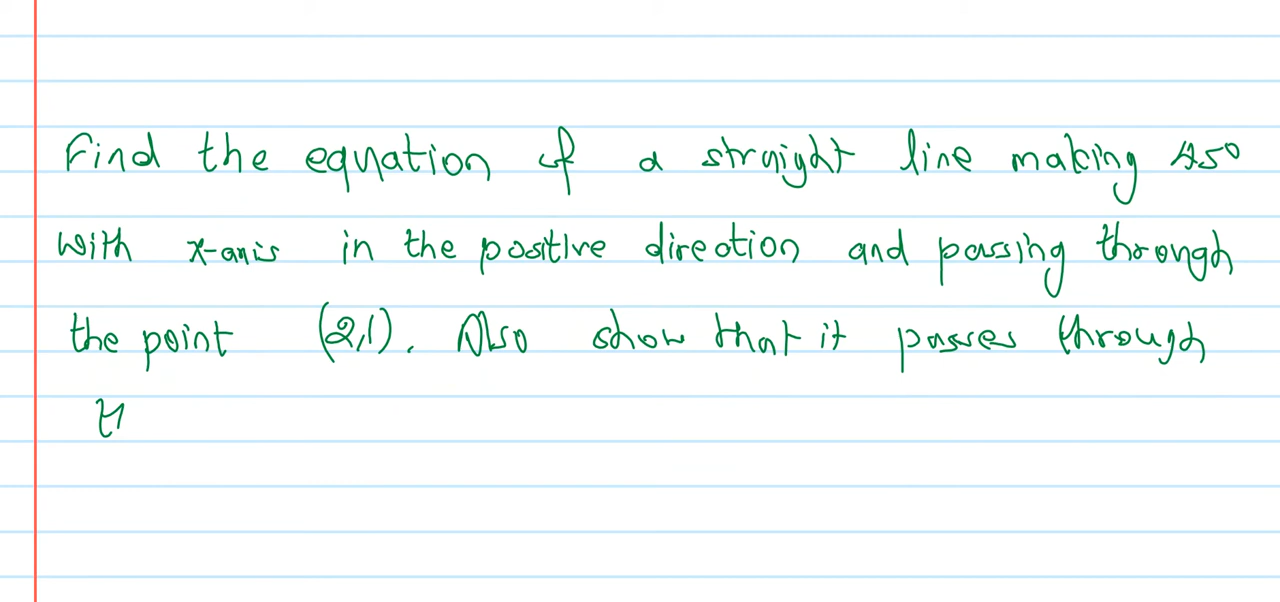 Find the equation of a straight line making 45°
with x-axis in the positive direction and passing through
the point (2,1). Also show that it passes through